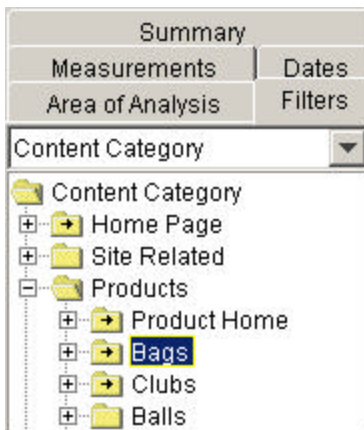 Summary
Measurements Dates
Area of Analysis Filters
Content Category
Content Category
Home Page
Site Related
Products
Product Home
Bags
Clubs
Balls